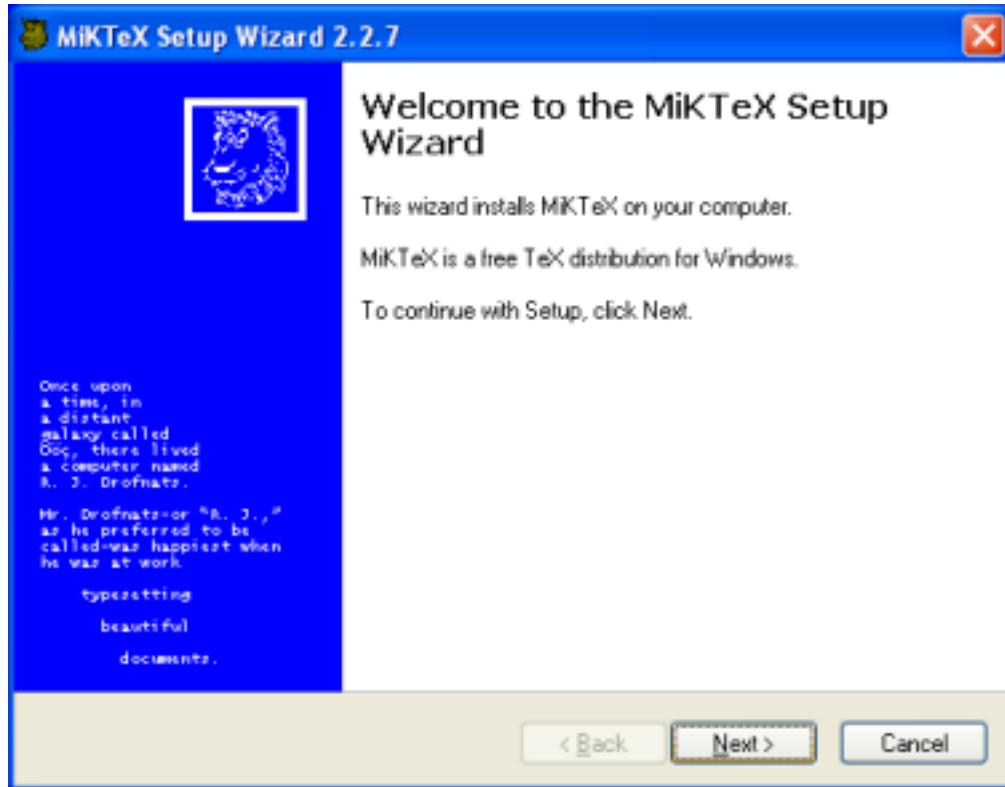 MiKTeX Setup Wizard 2.2.7
Welcome to the MiKTeX Setup
Wizard
This wizard installs MiKTeX on your computer.
MiKTeX is a free TeX distribution for Windows.
To continue with Setup, click Next.
Once upon
a time, in
a distant
galaxy called
Ööç, there lived
a computer named
R. J. Drofnats.
Mr. Drofnats-or "R. J.,"
as he preferred to be
called-was happiest when
he was at work
typesetting
beautiful
documents.
< Back
Next >
Cancel